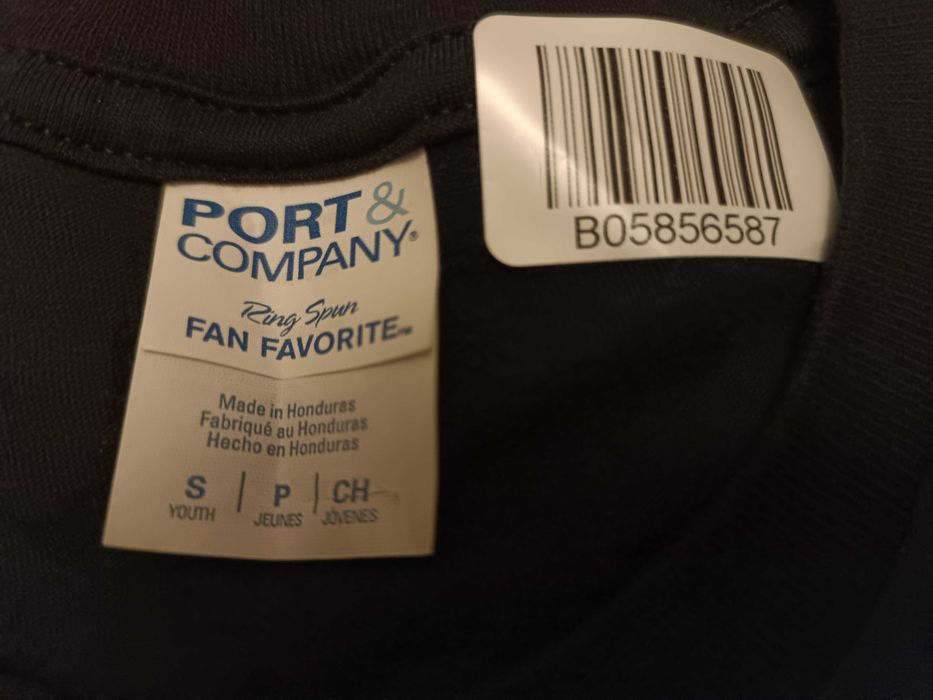 PORT &
COMPANY®
Ring Spun
FAN FAVORITE™
Made in Honduras
Fabriqué au Honduras
Hecho en Honduras
S | P | CH
YOUTH JEUNES JÓVENES
B05856587